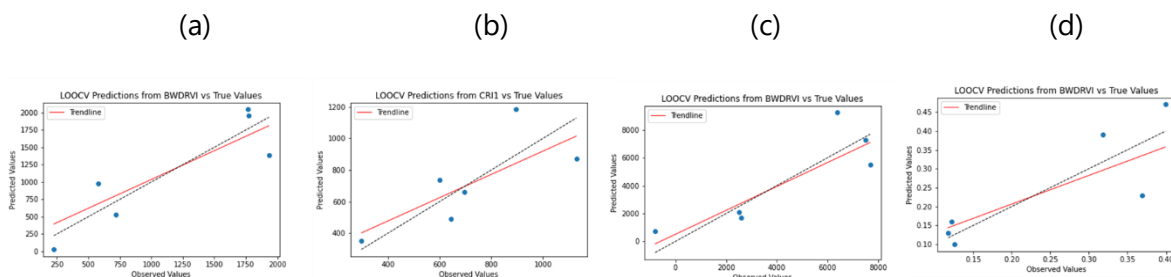 (a)
(b)
(c)
(d)
LOOCV Predictions from BWDRVI vs True Values
Trendline
Predicted Values
2000
1750
1500
1250
1000
750
500
250
0
250
500
750
1000
1250
1500
1750
2000
Observed Values
LOOCV Predictions from CRI1 vs True Values
Trendline
Predicted Values
1200
1000
800
600
400
400
600
800
1000
Observed Values
LOOCV Predictions from BWDRVI vs True Values
Trendline
Predicted Values
8000
6000
4000
2000
0
0
2000
4000
6000
8000
Observed Values
LOOCV Predictions from BWDRVI vs True Values
Trendline
Predicted Values
0.45
0.40
0.35
0.30
0.25
0.20
0.15
0.10
0.15
0.20
0.25
0.30
0.35
0.40
Observed Values